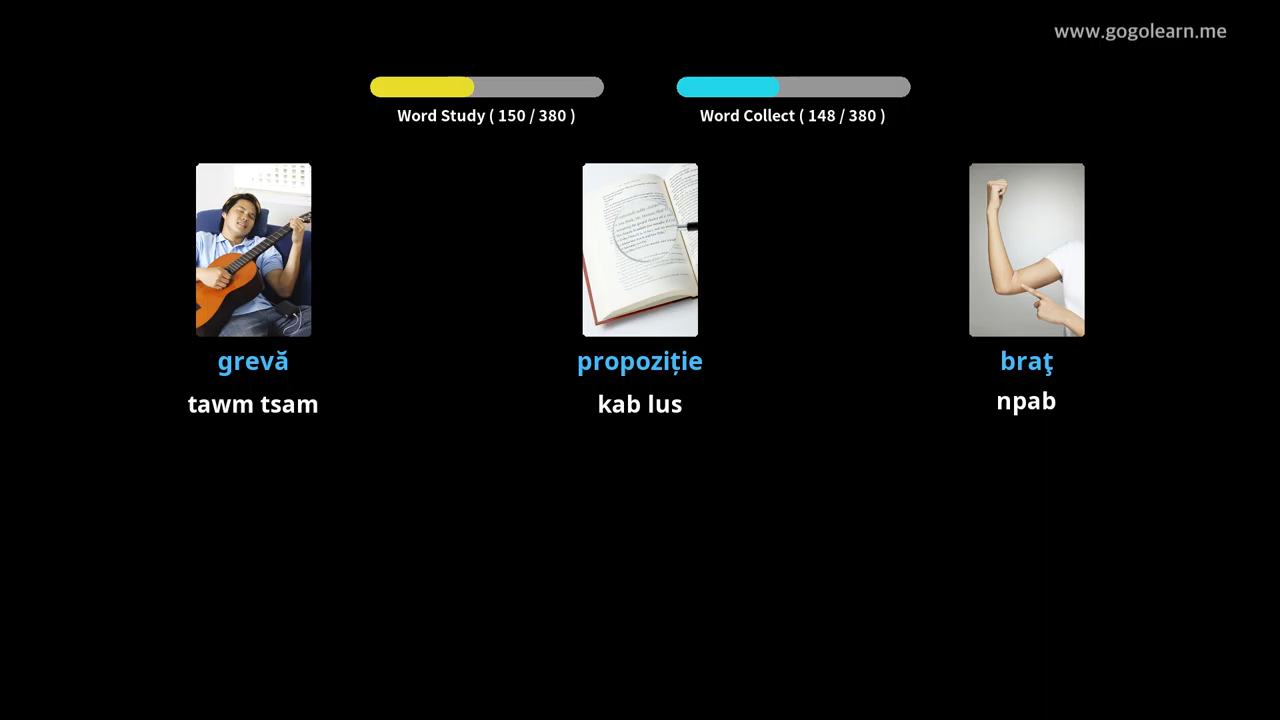 www.gogolearn.me
Word Study ( 150 / 380 )
Word Collect ( 148 / 380 )
grevă
propoziție
braţ
tawm tsam
kab lus
npab